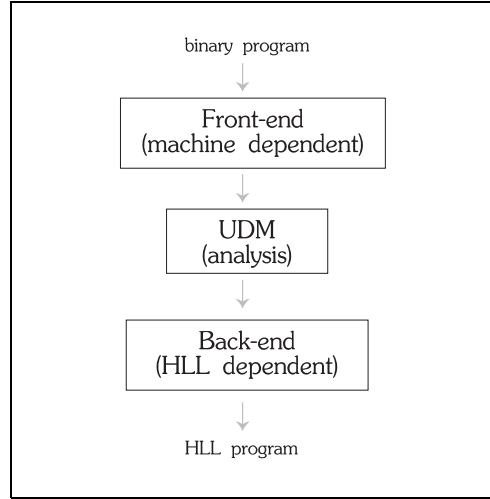 binary program
Front-end
(machine dependent)
UDM
(analysis)
Back-end
(HLL dependent)
HLL program